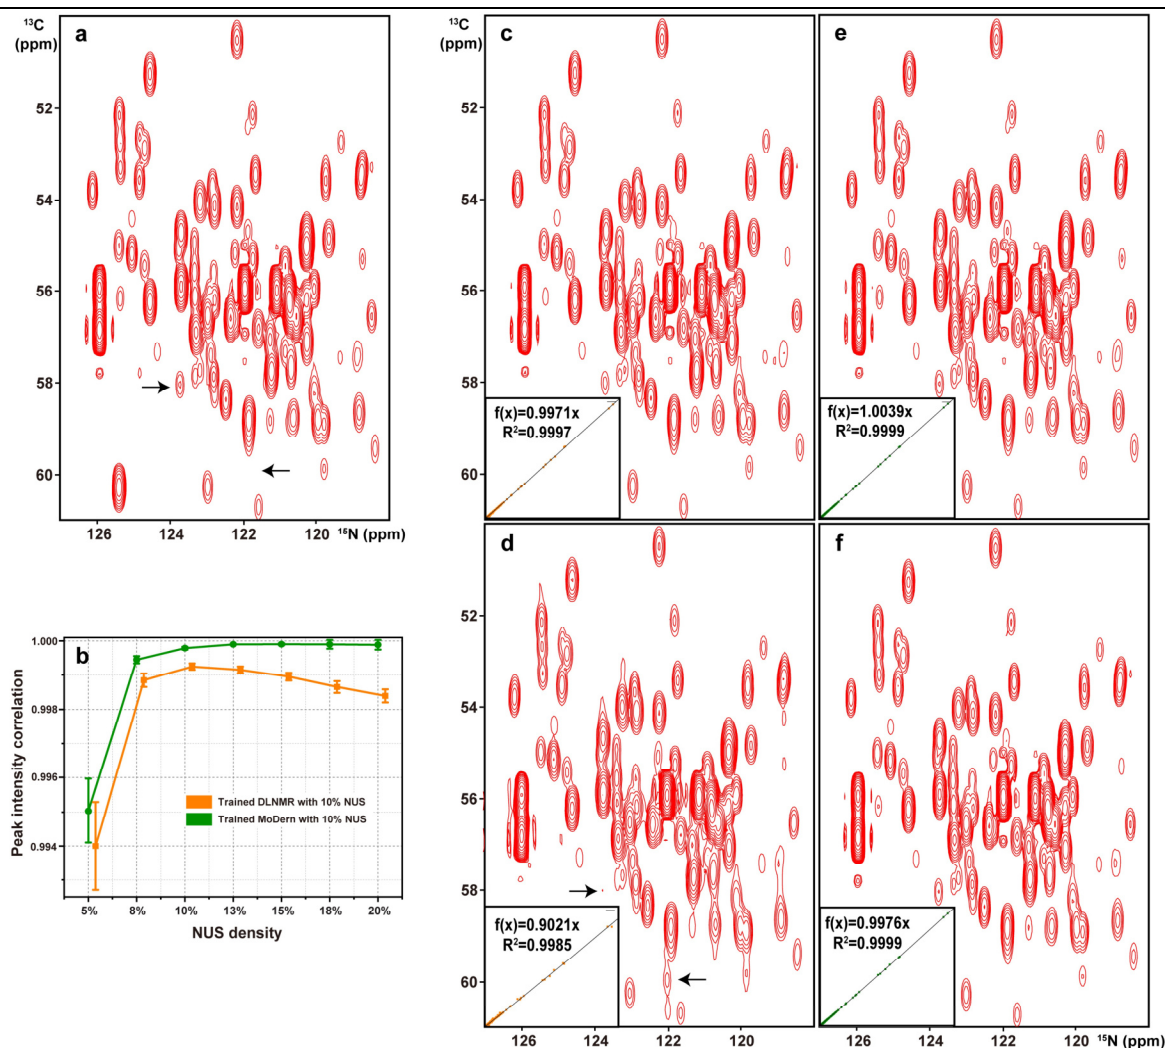 ¹³C
(ppm)
a
52
54
56
58
60
126
124
122
120
¹⁵N (ppm)
¹³C
(ppm)
c
52
54
56
58
60
f(x)=0.9971x
R²=0.9997
e
f(x)=1.0039x
R²=0.9999
b
Peak intensity correlation
1.000
0.998
0.996
0.994
Trained DLNMR with 10% NUS
Trained MoDern with 10% NUS
5%
8%
10%
13%
15%
18%
20%
NUS density
d
52
54
56
58
60
f(x)=0.9021x
R²=0.9985
126
124
122
120
f
f(x)=0.9976x
R²=0.9999
126
124
122
120
¹⁵N (ppm)